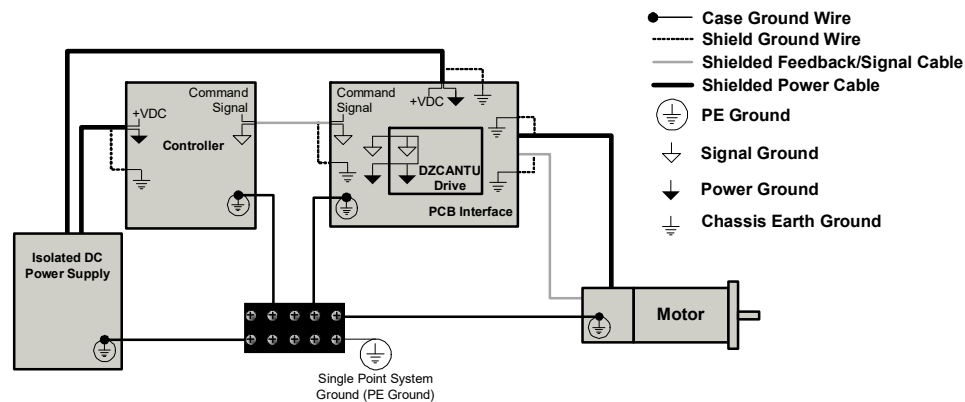 Case Ground Wire
Shield Ground Wire
Shielded Feedback/Signal Cable
Shielded Power Cable
PE Ground
Signal Ground
Power Ground
Chassis Earth Ground
+VDC
Command
Signal
Controller
Command
Signal
+VDC
DZCANTU
Drive
PCB Interface
Isolated DC
Power Supply
Motor
Single Point System
Ground (PE Ground)